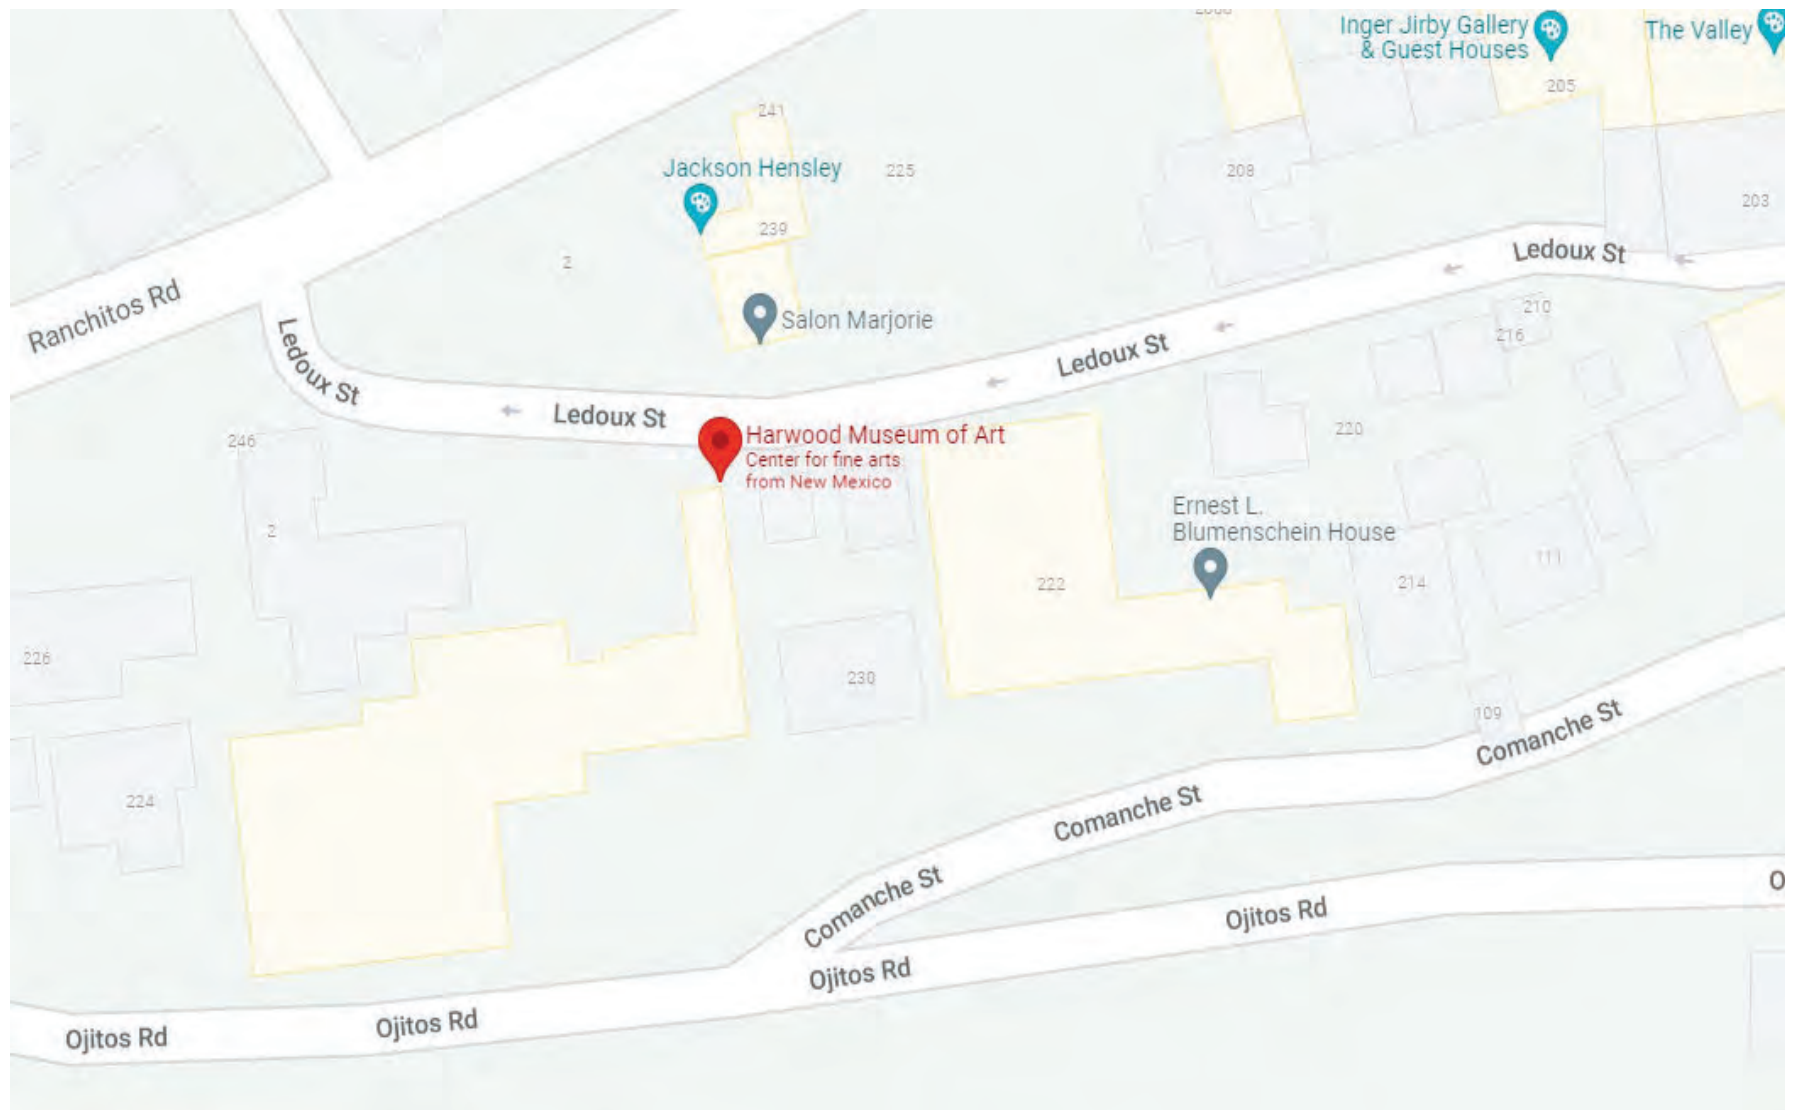 Inger Jirby Gallery
& Guest Houses
The Valley
205
241
Jackson Hensley
225
208
203
239
2
Ledoux St
Ranchitos Rd
Salon Marjorie
210
216
Ledoux St
Ledoux St
Ledoux St
246
Harwood Museum of Art
Center for fine arts
from New Mexico
220
Ernest L.
Blumenschein House
2
222
214
111
226
230
109
Comanche St
224
Comanche St
Comanche St
Ojitos Rd
Ojitos Rd
Ojitos Rd
Ojitos Rd
O